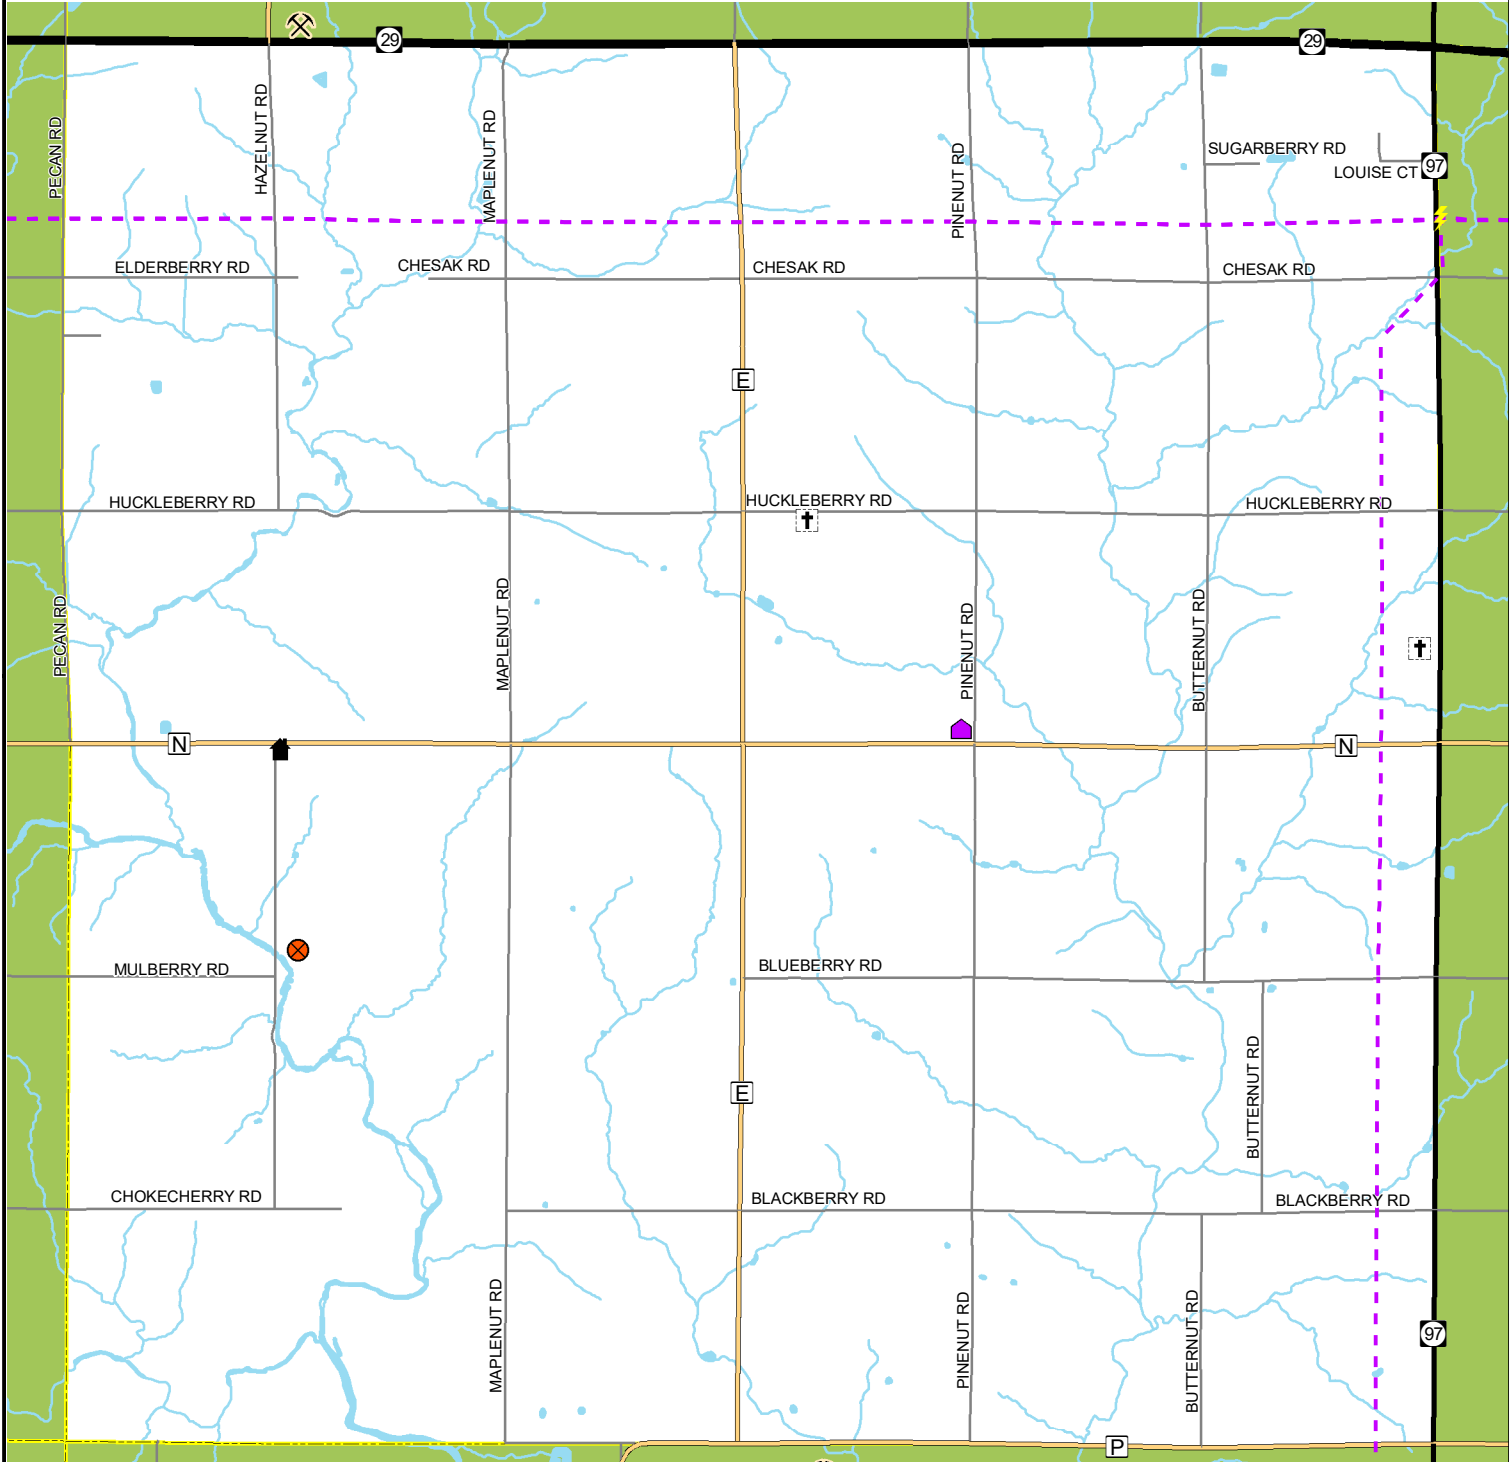 29
29
PECAN RD
HAZELNUT RD
MAPLENUT RD
PINENUT RD
SUGARBERRY RD
LOUISE CT
97
ELDERBERRY RD
CHESAK RD
CHESAK RD
CHESAK RD
E
HUCKLEBERRY RD
HUCKLEBERRY RD
HUCKLEBERRY RD
PECAN RD
MAPLENUT RD
PINENUT RD
BUTTERNUT RD
N
N
MULBERRY RD
BLUEBERRY RD
E
BUTTERNUT RD
CHOKECHERRY RD
BLACKBERRY RD
BLACKBERRY RD
MAPLENUT RD
PINENUT RD
BUTTERNUT RD
97
P